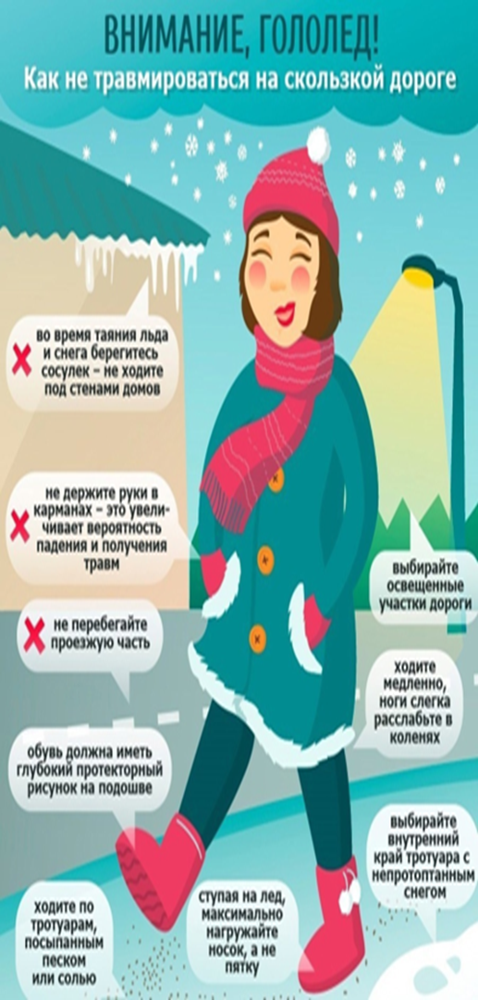 ВНИМАНИЕ, ГОЛОЛЕД!
Как не травмироваться на скользкой дороге
во время таяния льда
и снега берегитесь
сосулек – не ходите
под стенами домов
не держите руки в
карманах – это увели-
чивает вероятность
падения и получения
травм
не перебегайте
проезжую часть
обувь должна иметь
глубокий протекторный
рисунок на подошве
ходите по
тротуарам,
посыпанным
песком
или солью
ступая на лед,
максимально
нагружайте
носок, а не
пятку
выбирайте
освещенные
участки дороги
ходите
медленно,
ноги слегка
расслабьте в
коленях
выбирайте
внутренний
край тротуара с
непротоптанным
снегом